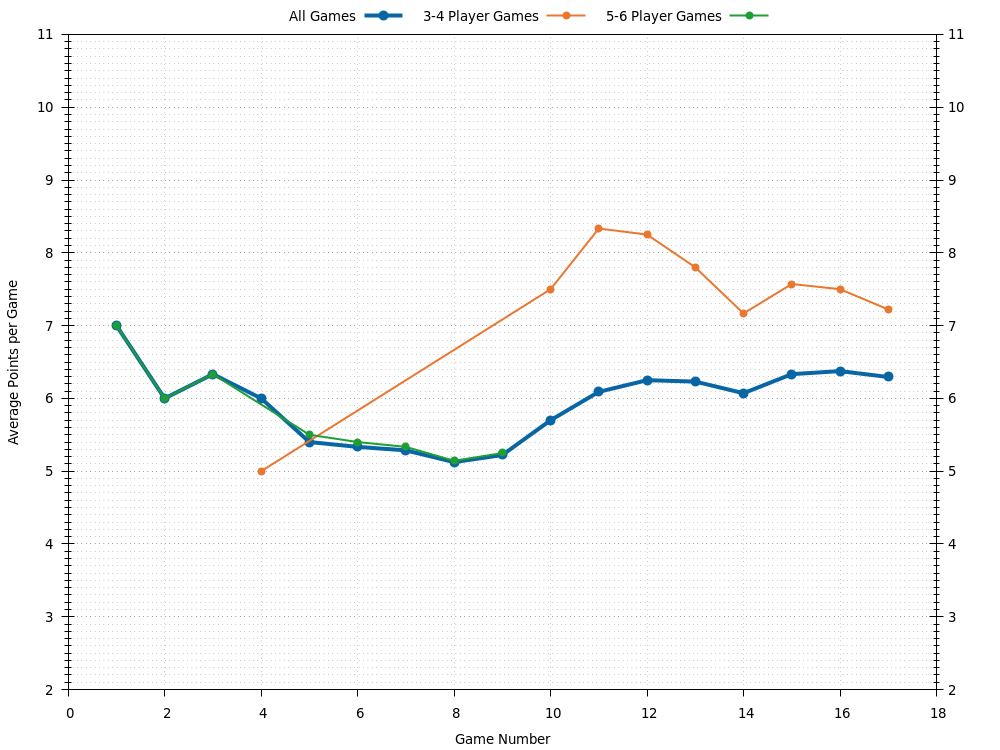 All Games 3-4 Player Games 5-6 Player Games
11 11
10 10
9 9
8 8
7 7
6 6
5 5
4 4
3 3
2 2
Average Points per Game
0 2 4 6 8 10 12 14 16 18
Game Number